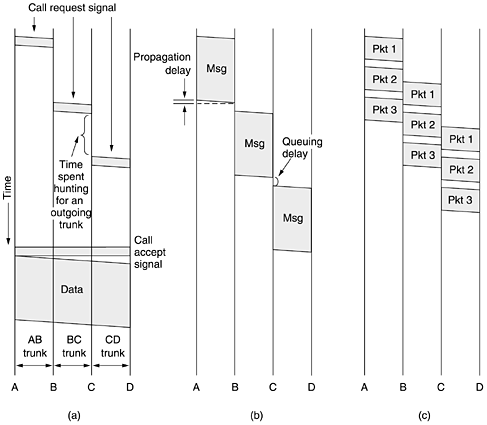 Call request signal
Propagation
delay
Msg
Pkt 1
Pkt 2
Pkt 3
Pkt 1
Pkt 2
Pkt 3
Pkt 1
Pkt 2
Pkt 3
Msg
Queuing
delay
Msg
Time
spent
hunting
for an
outgoing
trunk
Time
Call
accept
signal
Data
AB
trunk
BC
trunk
CD
trunk
A B C D
A B C D
A B C D
(a)
(b)
(c)